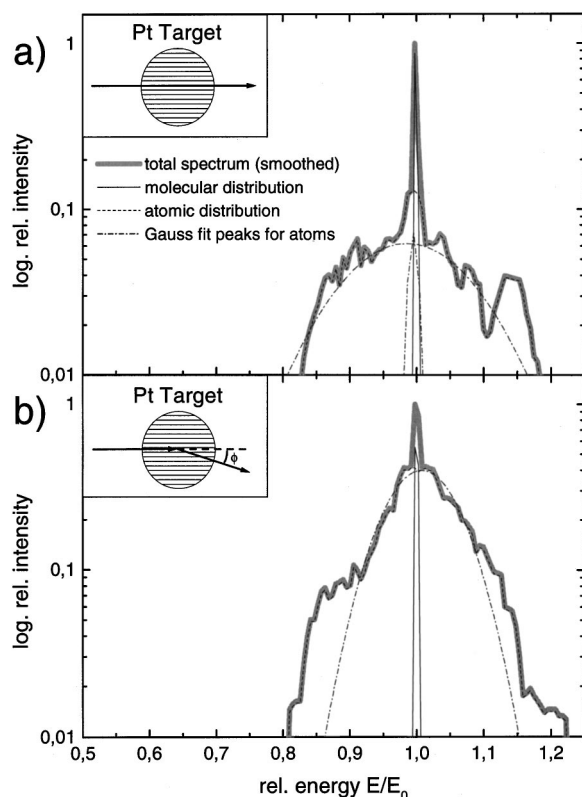 a)
Pt Target
total spectrum (smoothed)
molecular distribution
atomic distribution
Gauss fit peaks for atoms
log. rel. intensity
1
0,1
0,01
b)
Pt Target
ϕ
log. rel. intensity
1
0,1
0,01
0,5 0,6 0,7 0,8 0,9 1,0 1,1 1,2
rel. energy E/E₀